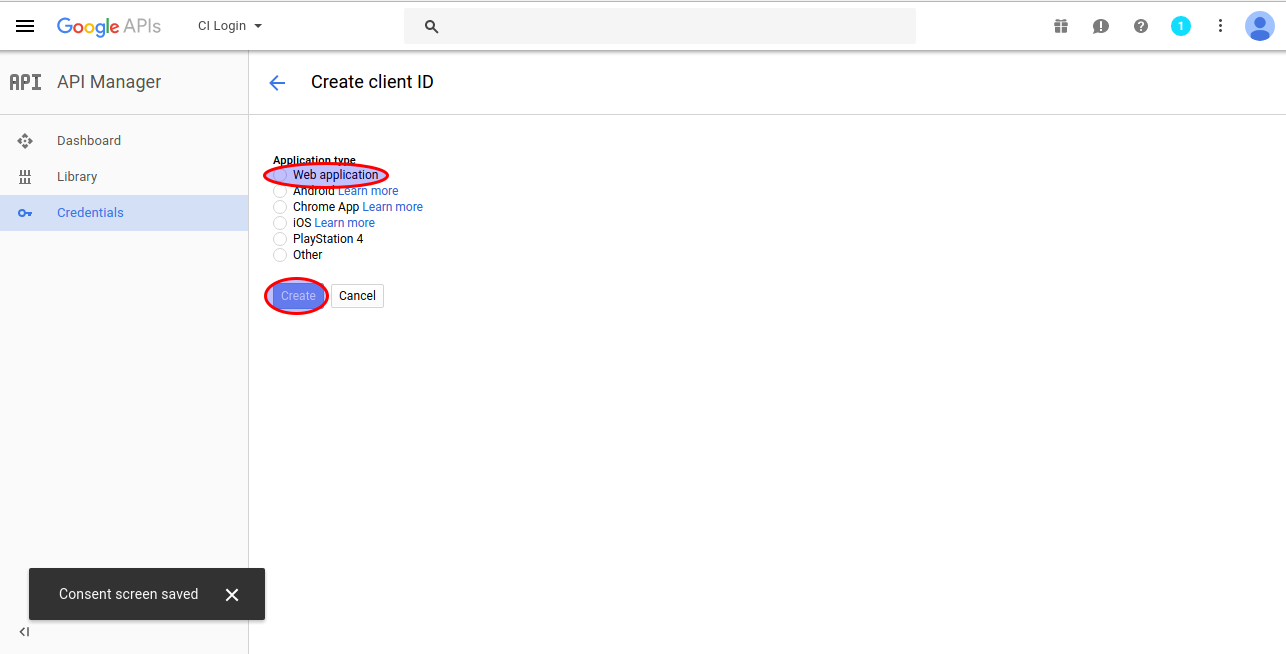 Google APIs
CI Login
1
API API Manager
Create client ID
Dashboard
Library
Credentials
Application type
Web application
Android Learn more
Chrome App Learn more
iOS Learn more
PlayStation 4
Other
Create Cancel
Consent screen saved